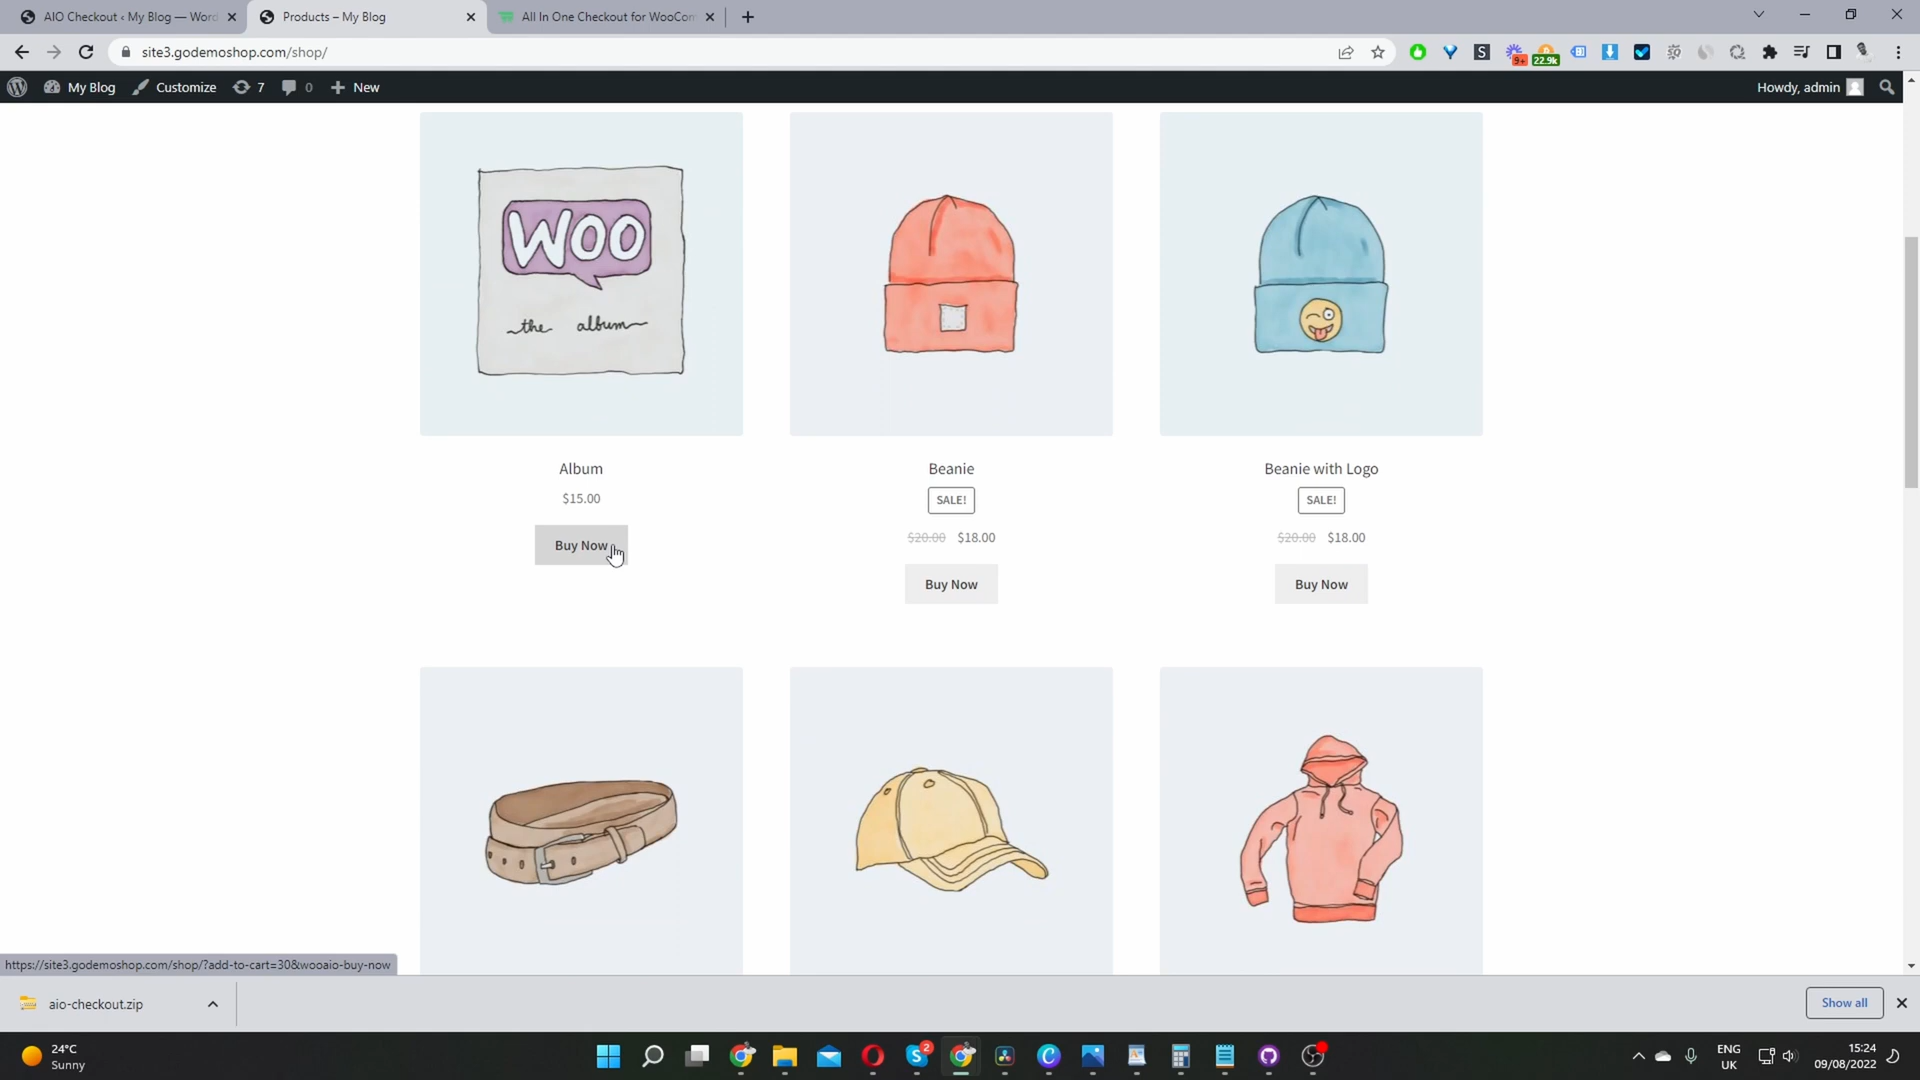 AIO Checkout ‹ My Blog — Word
Products – My Blog
All In One Checkout for WooCom
site3.godemoshop.com/shop/
9+
22.9k
My Blog
Customize
7
0
New
Howdy, admin
WOO
the album
Album
$15.00
Buy Now
Beanie
SALE!
$20.00 $18.00
Buy Now
Beanie with Logo
SALE!
$20.00 $18.00
Buy Now
https://site3.godemoshop.com/shop/?add-to-cart=30&wooaio-buy-now
aio-checkout.zip
Show all
24°C
Sunny
2
ENG
UK
15:24
09/08/2022